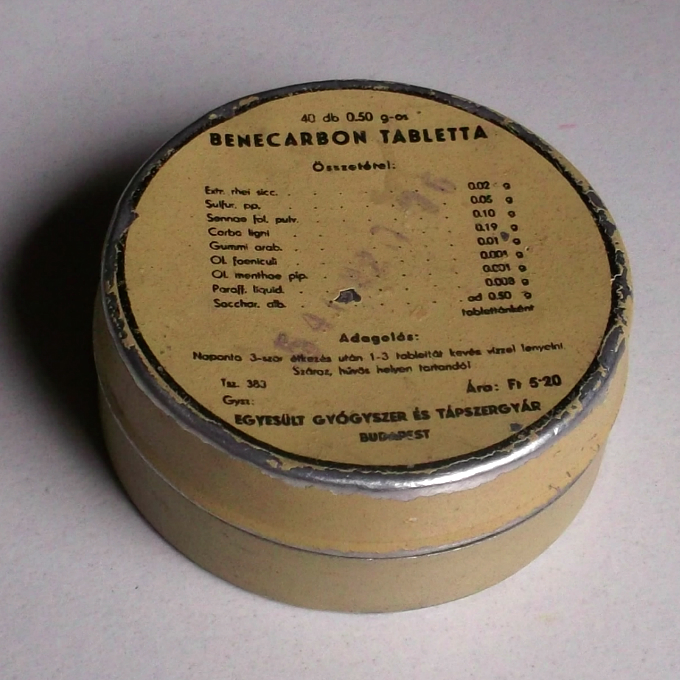 40 db 0.50 g-os
BENECARBON TABLETTA
Összetétel:
Extr. rhei sicc. 0.02 g
Sulfur. pp. 0.05 g
Sennae fol. pulv. 0.10 g
Carbo ligni 0.19 g
Gummi arab. 0.01 g
Ol. foeniculi 0.001 g
Ol. menthae pip. 0.001 g
Paraff. liquid. 0.008 g
Sacchar. alb. ad 0.50 g
tablettánként
Adagolás:
Naponta 3-szor étkezés után 1-3 tablettát kevés vizzel lenyelni
Száraz, hűvös helyen tartandó!
Tsz. 383 Ára: Ft 5·20
Gysz:
EGYESÜLT GYÓGYSZER ÉS TÁPSZERGYÁR
BUDAPEST